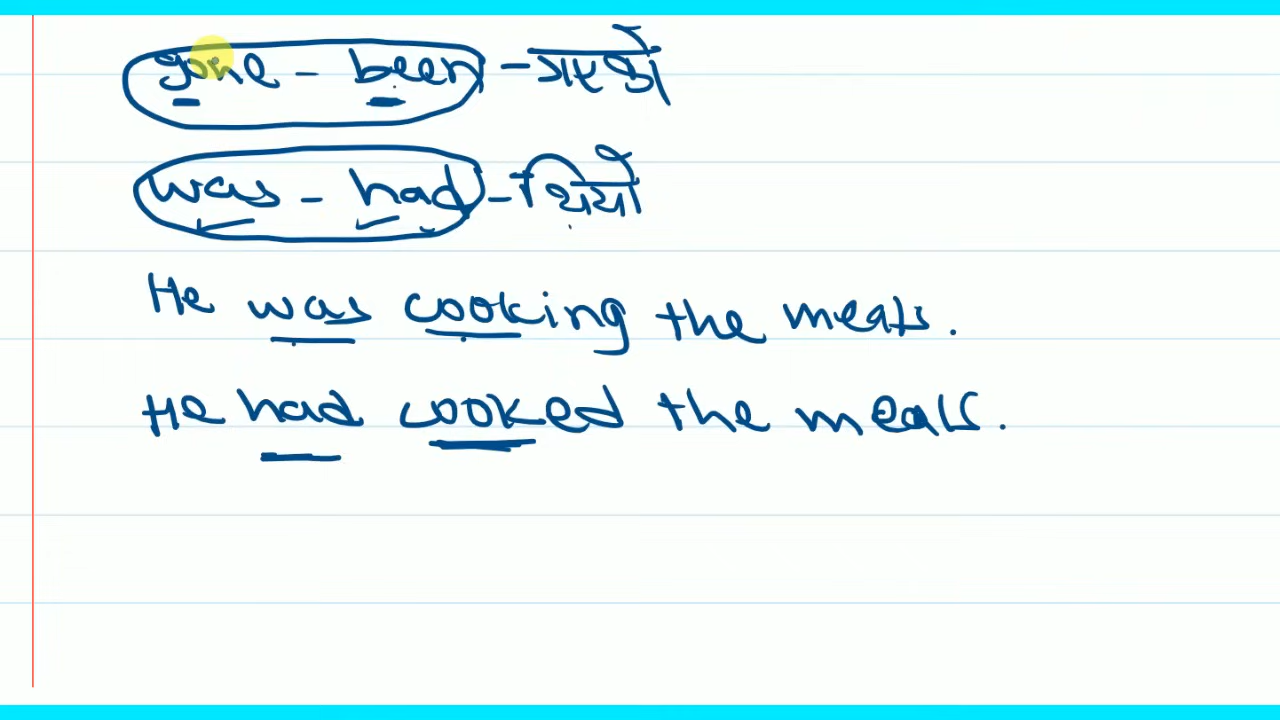 gone - been - गएको
was - had - थियो
He was cooking the meals.
He had cooked the meals.